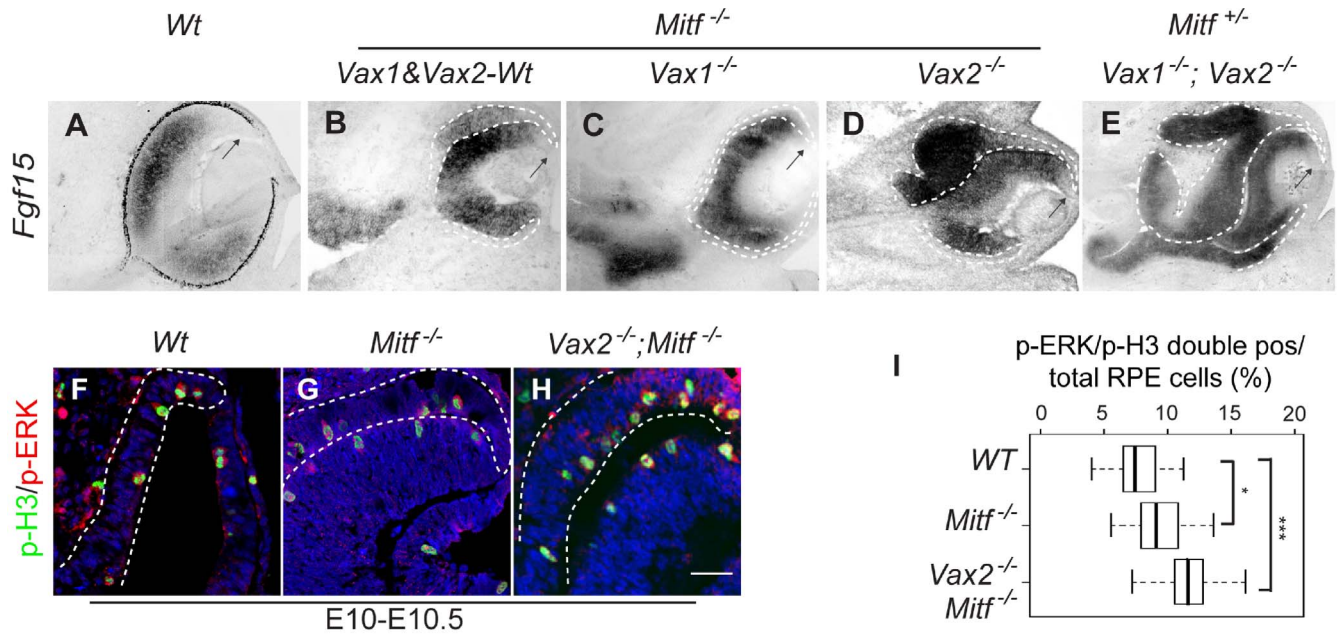 Wt
Mitf -/-
Mitf +/-
Vax1&Vax2-Wt
Vax1 -/-
Vax2 -/-
Vax1 -/-; Vax2 -/-
Fgf15
A
B
C
D
E
Wt
Mitf -/-
Vax2 -/-;Mitf -/-
p-H3/p-ERK
F
G
H
E10-E10.5
I
p-ERK/p-H3 double pos/
total RPE cells (%)
0 5 10 15 20
WT
Mitf -/-
Vax2 -/-
Mitf -/-
*
***